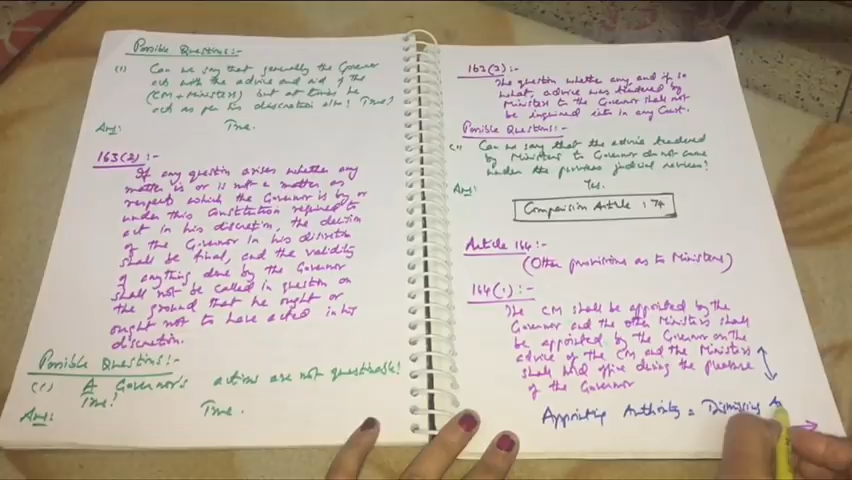 Possible Questions:-
(1) Can we say that generally the Governor
acts with the advice and aid of the
(CM + Ministers) but at times he
acts as per his discretion also! True?
Ans: True.
163(2):-
If any question arises whether any
matter is or is not a matter as
respects which the Governor is by or
under this Constitution required to
act in his discretion, the decision
of the Governor in his discretion
shall be final, and the validity
of anything done by the Governor
shall not be called in question on
the ground that he ought or
ought not to have acted in his
discretion.
Possible Questions:-
(1) A Governor's actions are not questionable!
True?
Ans: True.
The question whether any and if so
what advice was tendered by
Ministers to the Governor shall not
be inquired into in any Court.
Possible Questions:-
(1) Can we say that the advice tendered
by Ministers to Governor do not come
under the judicial review?
Ans: Yes.
Comparision Article : 74
Article 164:-
(Other provisions as to Ministers)
164(1):-
The CM shall be appointed by the
Governor and the other Ministers shall
be appointed by the Governor on the
advice of the CM and the Ministers
shall hold office during the pleasure
of the Governor
Appointing Authority = Dismissing A